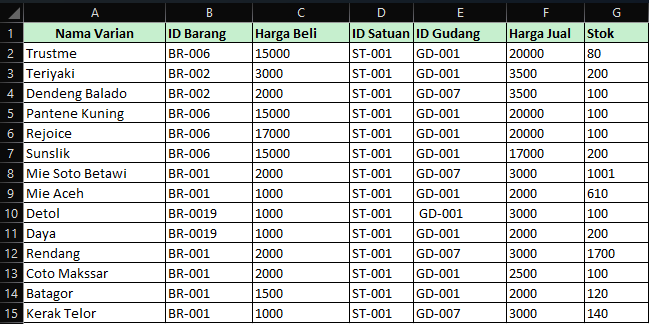 A B C D E F G
1 Nama Varian ID Barang Harga Beli ID Satuan ID Gudang Harga Jual Stok
2 Trustme BR-006 15000 ST-001 GD-001 20000 80
3 Teriyaki BR-002 3000 ST-001 GD-001 3500 200
4 Dendeng Balado BR-002 2000 ST-001 GD-007 3500 100
5 Pantene Kuning BR-006 15000 ST-001 GD-001 20000 100
6 Rejoice BR-006 17000 ST-001 GD-001 20000 100
7 Sunslik BR-006 15000 ST-001 GD-001 17000 200
8 Mie Soto Betawi BR-001 2000 ST-001 GD-007 3000 1001
9 Mie Aceh BR-001 1000 ST-001 GD-001 2000 610
10 Detol BR-0019 1000 ST-001 GD-001 3000 100
11 Daya BR-0019 1000 ST-001 GD-001 2000 200
12 Rendang BR-001 2000 ST-001 GD-007 3000 1700
13 Coto Makssar BR-001 2000 ST-001 GD-001 2500 100
14 Batagor BR-001 1500 ST-001 GD-001 2000 120
15 Kerak Telor BR-001 1000 ST-001 GD-007 3000 140